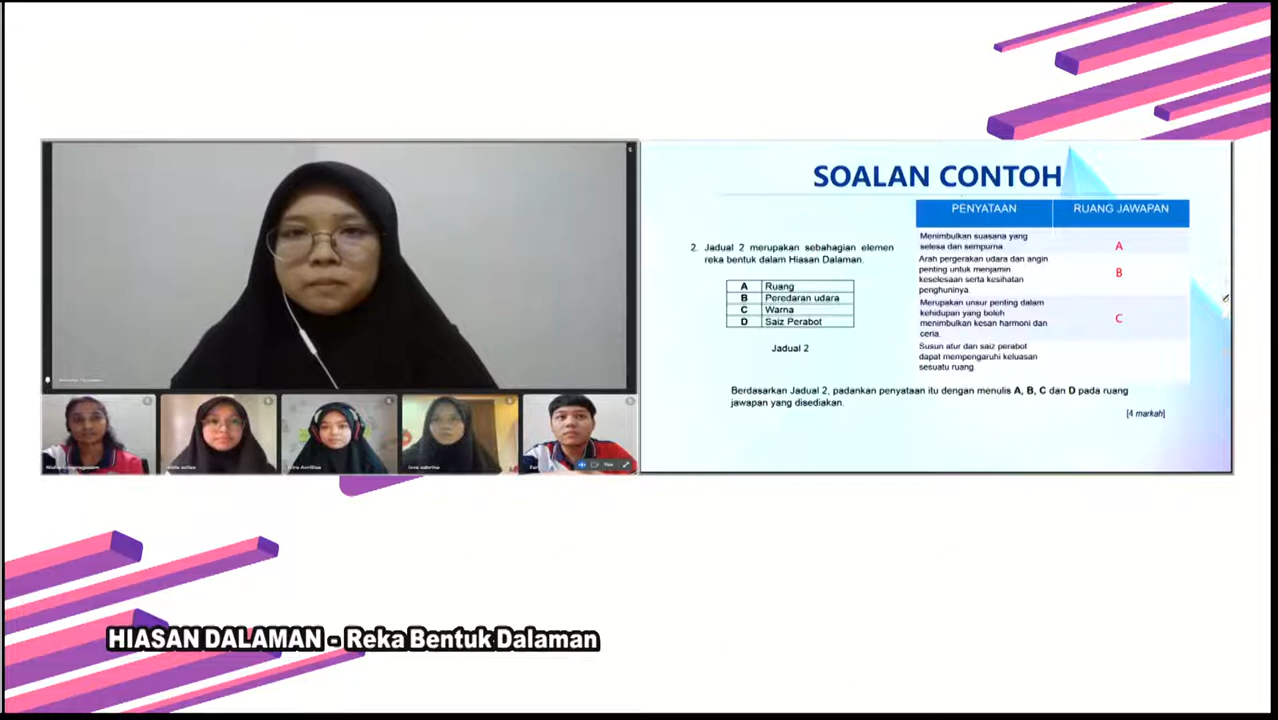 SOALAN CONTOH
2. Jadual 2 merupakan sebahagian elemen
reka bentuk dalam Hiasan Dalaman.
A Ruang
B Peredaran udara
C Warna
D Saiz Perabot
Jadual 2
PENYATAAN RUANG JAWAPAN
Menimbulkan suasana yang
selesa dan sempurna.
A
Arah pergerakan udara dan angin
penting untuk menjamin
keselesaan serta kesihatan
penghuninya.
B
Merupakan unsur penting dalam
kehidupan yang boleh
menimbulkan kesan harmoni dan
ceria.
C
Susun atur dan saiz perabot
dapat mempengaruhi keluasan
sesuatu ruang.
Berdasarkan Jadual 2, padankan penyataan itu dengan menulis A, B, C dan D pada ruang
jawapan yang disediakan.
[4 markah]
HIASAN DALAMAN - Reka Bentuk Dalaman